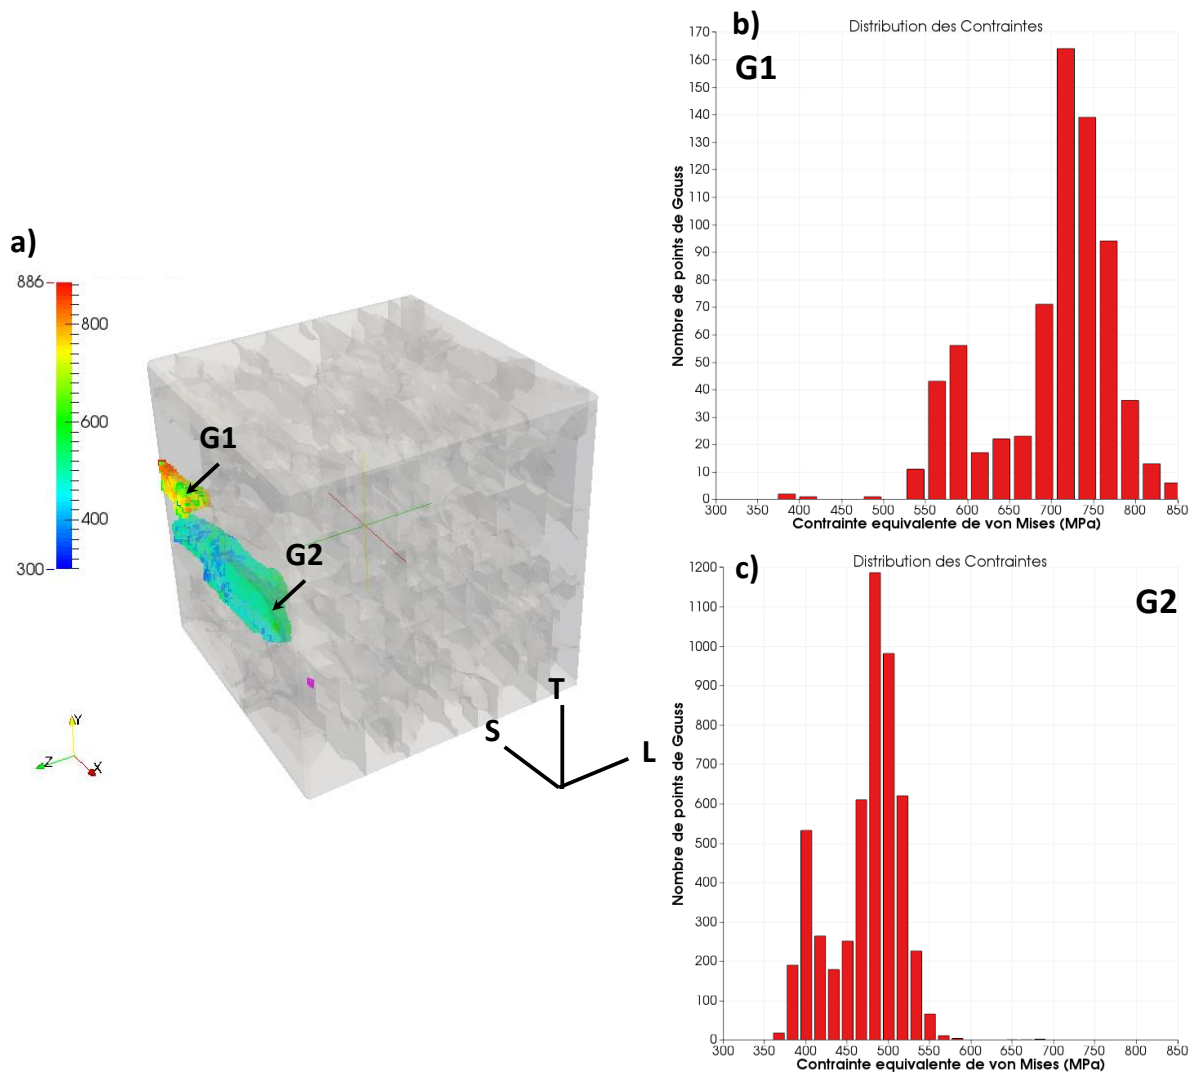 a)
886
800
600
400
300
G1
G2
T
S
L
Y
Z
X
b)
Distribution des Contraintes
G1
Nombre de points de Gauss
170
160
150
140
130
120
110
100
90
80
70
60
50
40
30
20
10
0
300 350 400 450 500 550 600 650 700 750 800 850
Contrainte equivalente de von Mises (MPa)
c)
Distribution des Contraintes
G2
Nombre de points de Gauss
1200
1100
1000
900
800
700
600
500
400
300
200
100
0
300 350 400 450 500 550 600 650 700 750 800 850
Contrainte equivalente de von Mises (MPa)